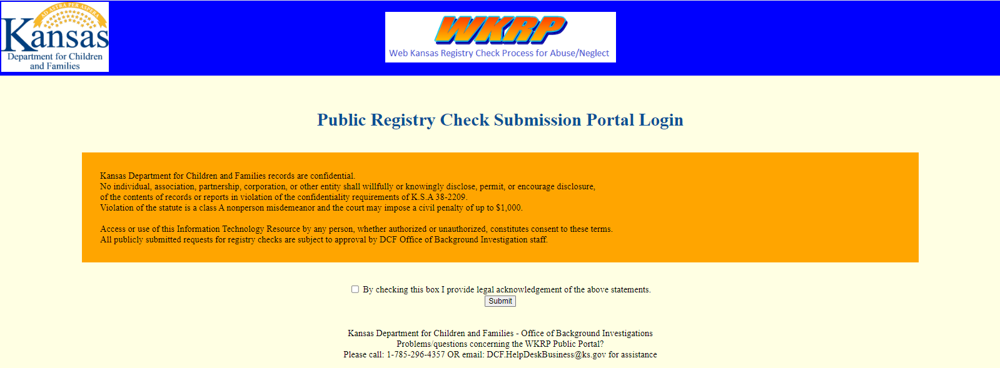 AD ASTRA PER ASPERA
Kansas
Department for Children
and Families
WKRP
Web Kansas Registry Check Process for Abuse/Neglect
Public Registry Check Submission Portal Login
Kansas Department for Children and Families records are confidential.
No individual, association, partnership, corporation, or other entity shall willfully or knowingly disclose, permit, or encourage disclosure,
of the contents of records or reports in violation of the confidentiality requirements of K.S.A 38-2209.
Violation of the statute is a class A nonperson misdemeanor and the court may impose a civil penalty of up to $1,000.
Access or use of this Information Technology Resource by any person, whether authorized or unauthorized, constitutes consent to these terms.
All publicly submitted requests for registry checks are subject to approval by DCF Office of Background Investigation staff.
By checking this box I provide legal acknowledgement of the above statements.
Submit
Kansas Department for Children and Families - Office of Background Investigations
Problems/questions concerning the WKRP Public Portal?
Please call: 1-785-296-4357 OR email: DCF.HelpDeskBusiness@ks.gov for assistance